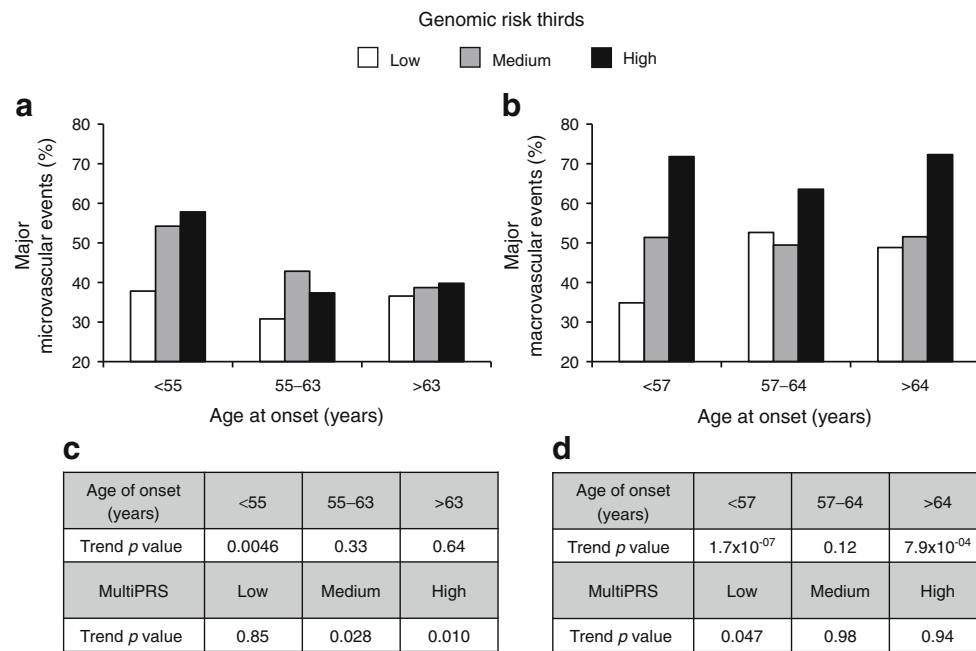 Genomic risk thirds
Low Medium High
a
Major
microvascular events (%)
80
70
60
50
40
30
20
<55 55–63 >63
Age at onset (years)
b
Major
macrovascular events (%)
80
70
60
50
40
30
20
<57 57–64 >64
Age at onset (years)
c
Age of onset
(years) <55 55–63 >63
Trend p value 0.0046 0.33 0.64
MultiPRS Low Medium High
Trend p value 0.85 0.028 0.010
d
Age of onset
(years) <57 57–64 >64
Trend p value 1.7x10-07 0.12 7.9x10-04
MultiPRS Low Medium High
Trend p value 0.047 0.98 0.94